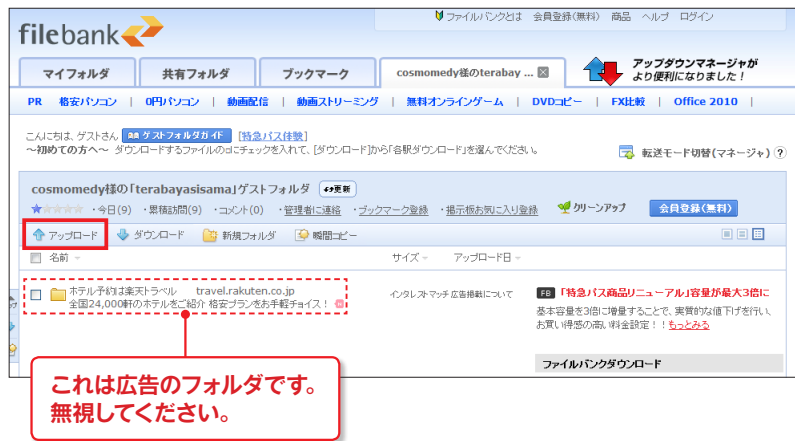 filebank
ファイルバンクとは 会員登録(無料) 商品 ヘルプ ログイン
マイフォルダ 共有フォルダ ブックマーク cosmomedy様のterabay ...
アップダウンマネージャが
より便利になりました！
PR 格安パソコン | 0円パソコン | 動画配信 | 動画ストリーミング | 無料オンラインゲーム | DVDコピー | FX比較 | Office 2010 |
こんにちは、ゲストさん ゲストフォルダガイド [特急パス体験]
～初めての方へ～ ダウンロードするファイルの□にチェックを入れて、[ダウンロード]から「各駅ダウンロード」を選んでください。
転送モード切替(マネージャ) ?
cosmomedy様の「terabayasisama」ゲストフォルダ 更新
★☆☆☆☆ ・今日(9) ・累積訪問(9) ・コメント(0) ・管理者に連絡 ・ブックマーク登録 ・掲示板お気に入り登録 クリーンアップ 会員登録(無料)
アップロード ダウンロード 新規フォルダ 瞬間コピー
名前 サイズ アップロード日
ホテル予約は楽天トラベル travel.rakuten.co.jp
全国24,000軒のホテルをご紹介 格安プランをお手軽チョイス！
インタレストマッチ 広告掲載について
FB 「特急パス商品リニューアル」容量が最大3倍に
基本容量を3倍に増量することで、実質的な値下げを行い、
お買い得感の高い料金設定！！もっとみる
ファイルバンクダウンロード
これは広告のフォルダです。
無視してください。